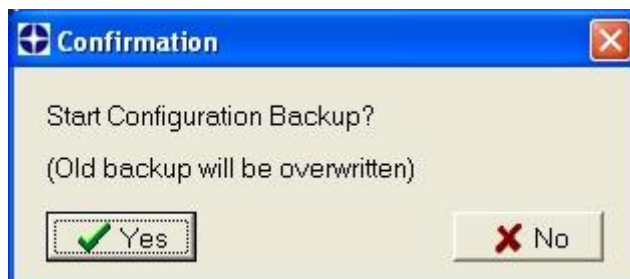 Confirmation
Start Configuration Backup?
(Old backup will be overwritten)
Yes
No